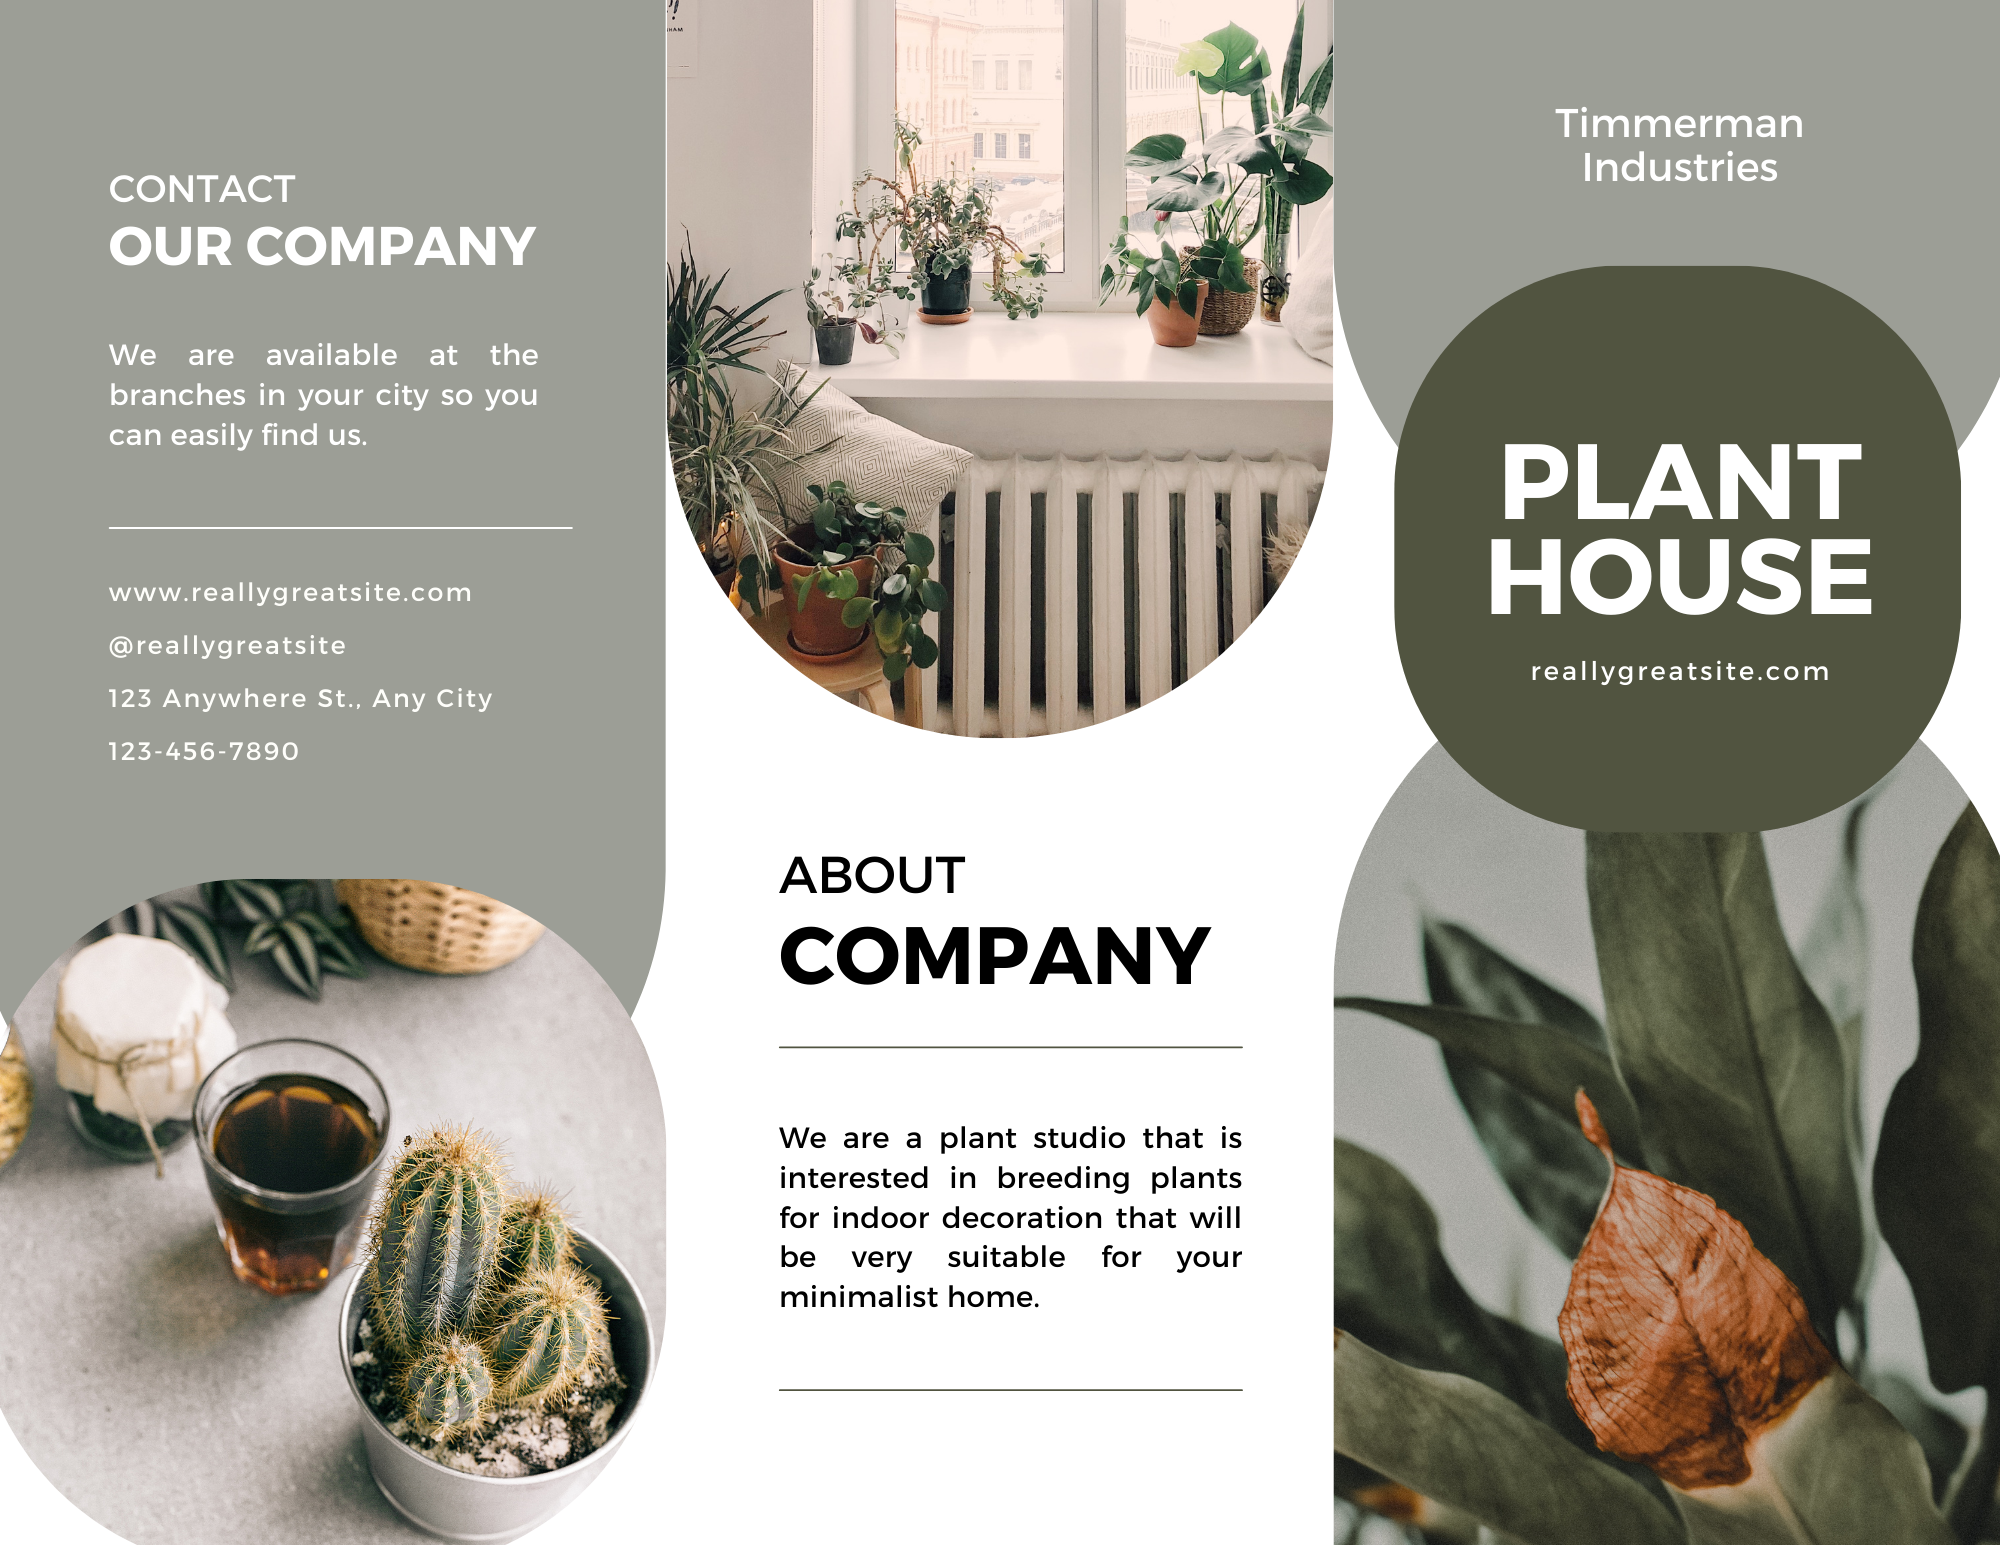 CONTACT
OUR COMPANY
We are available at the
branches in your city so you
can easily find us.
www.reallygreatsite.com
@reallygreatsite
123 Anywhere St., Any City
123-456-7890
ABOUT
COMPANY
We are a plant studio that is
interested in breeding plants
for indoor decoration that will
be very suitable for your
minimalist home.
Timmerman
Industries
PLANT
HOUSE
reallygreatsite.com